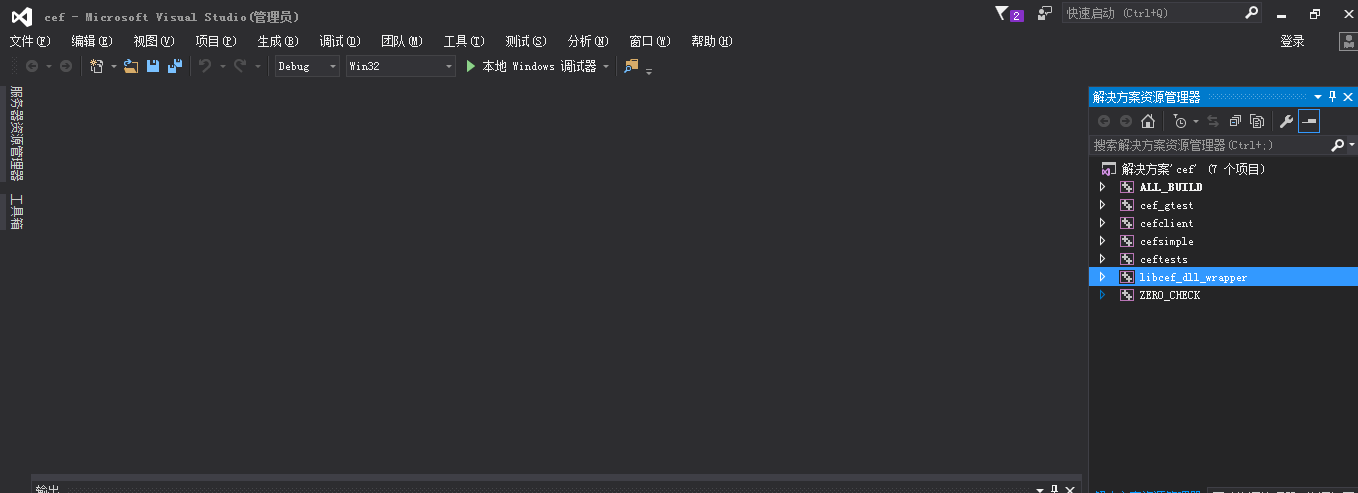 cef - Microsoft Visual Studio(管理员)
2
快速启动 (Ctrl+Q)
文件(F) 编辑(E) 视图(V) 项目(P) 生成(B) 调试(D) 团队(M) 工具(T) 测试(S) 分析(N) 窗口(W) 帮助(H)
登录
Debug Win32 本地 Windows 调试器
服务器资源管理器
工具箱
解决方案资源管理器
搜索解决方案资源管理器(Ctrl+;)
解决方案'cef' (7 个项目)
ALL_BUILD
cef_gtest
cefclient
cefsimple
ceftests
libcef_dll_wrapper
ZERO_CHECK
输出